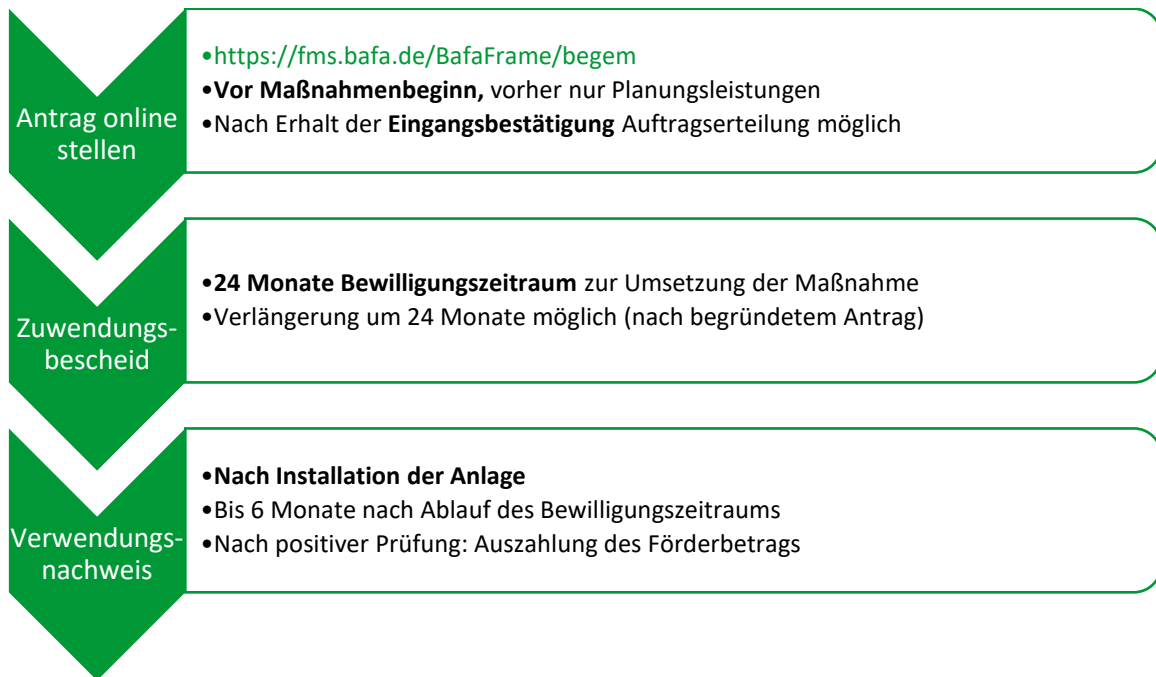 Antrag online
stellen
•https://fms.bafa.de/BafaFrame/begem
•Vor Maßnahmenbeginn, vorher nur Planungsleistungen
•Nach Erhalt der Eingangsbestätigung Auftragserteilung möglich
Zuwendungs-
bescheid
•24 Monate Bewilligungszeitraum zur Umsetzung der Maßnahme
•Verlängerung um 24 Monate möglich (nach begründetem Antrag)
Verwendungs-
nachweis
•Nach Installation der Anlage
•Bis 6 Monate nach Ablauf des Bewilligungszeitraums
•Nach positiver Prüfung: Auszahlung des Förderbetrags